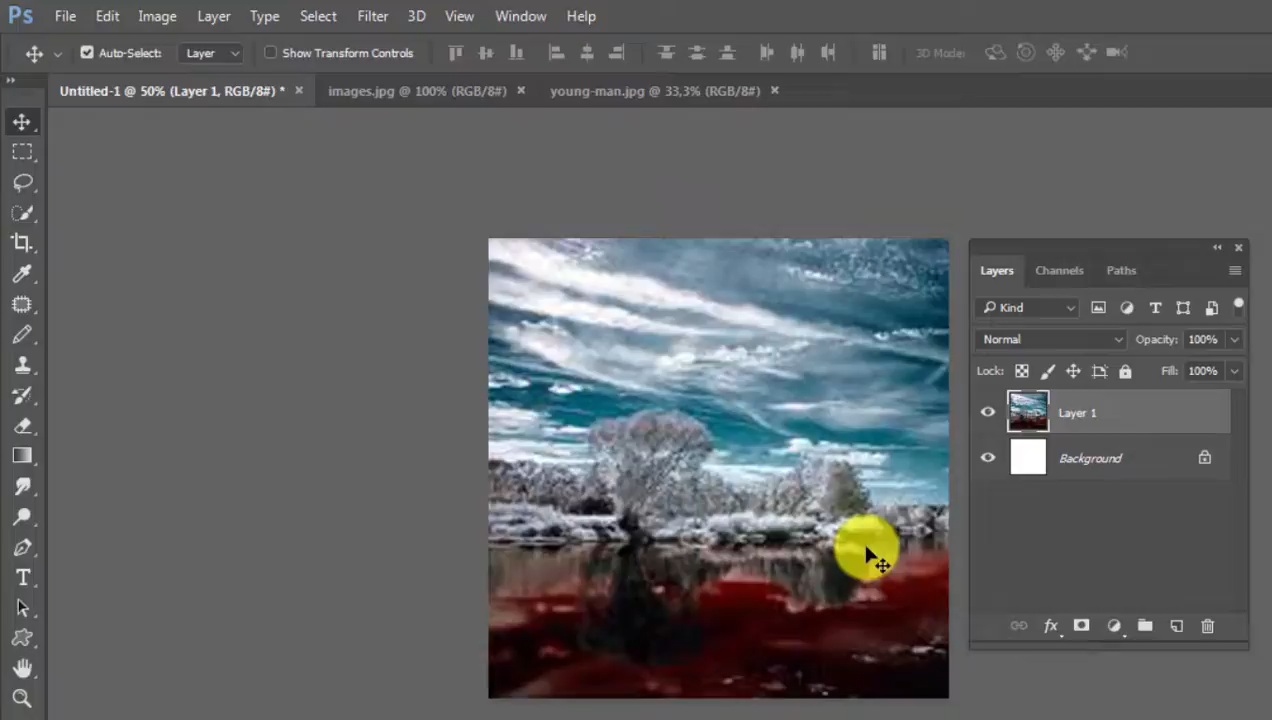 Ps File Edit Image Layer Type Select Filter 3D View Window Help
Auto-Select: Layer Show Transform Controls 3D Mode:
Untitled-1 @ 50% (Layer 1, RGB/8#) * × images.jpg @ 100% (RGB/8#) × young-man.jpg @ 33,3% (RGB/8#) ×
Layers Channels Paths
Kind
Normal Opacity: 100%
Lock: Fill: 100%
Layer 1
Background
fx